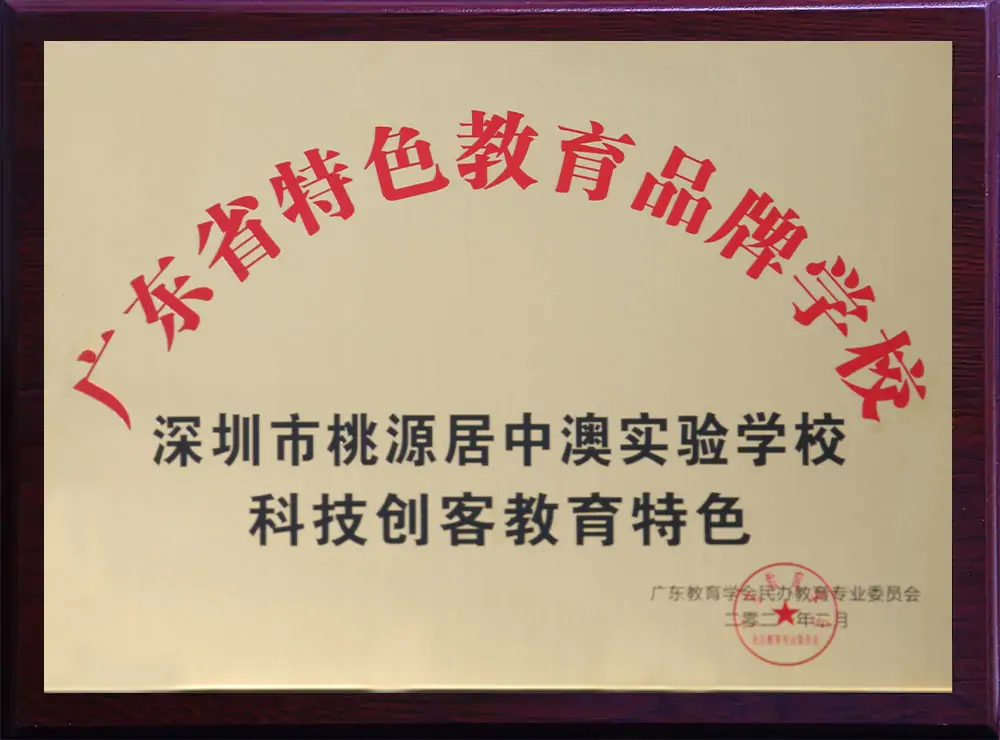 广东省特色教育品牌学校
深圳市桃源居中澳实验学校
科技创客教育特色
广东教育学会民办教育专业委员会
二零二 年 月